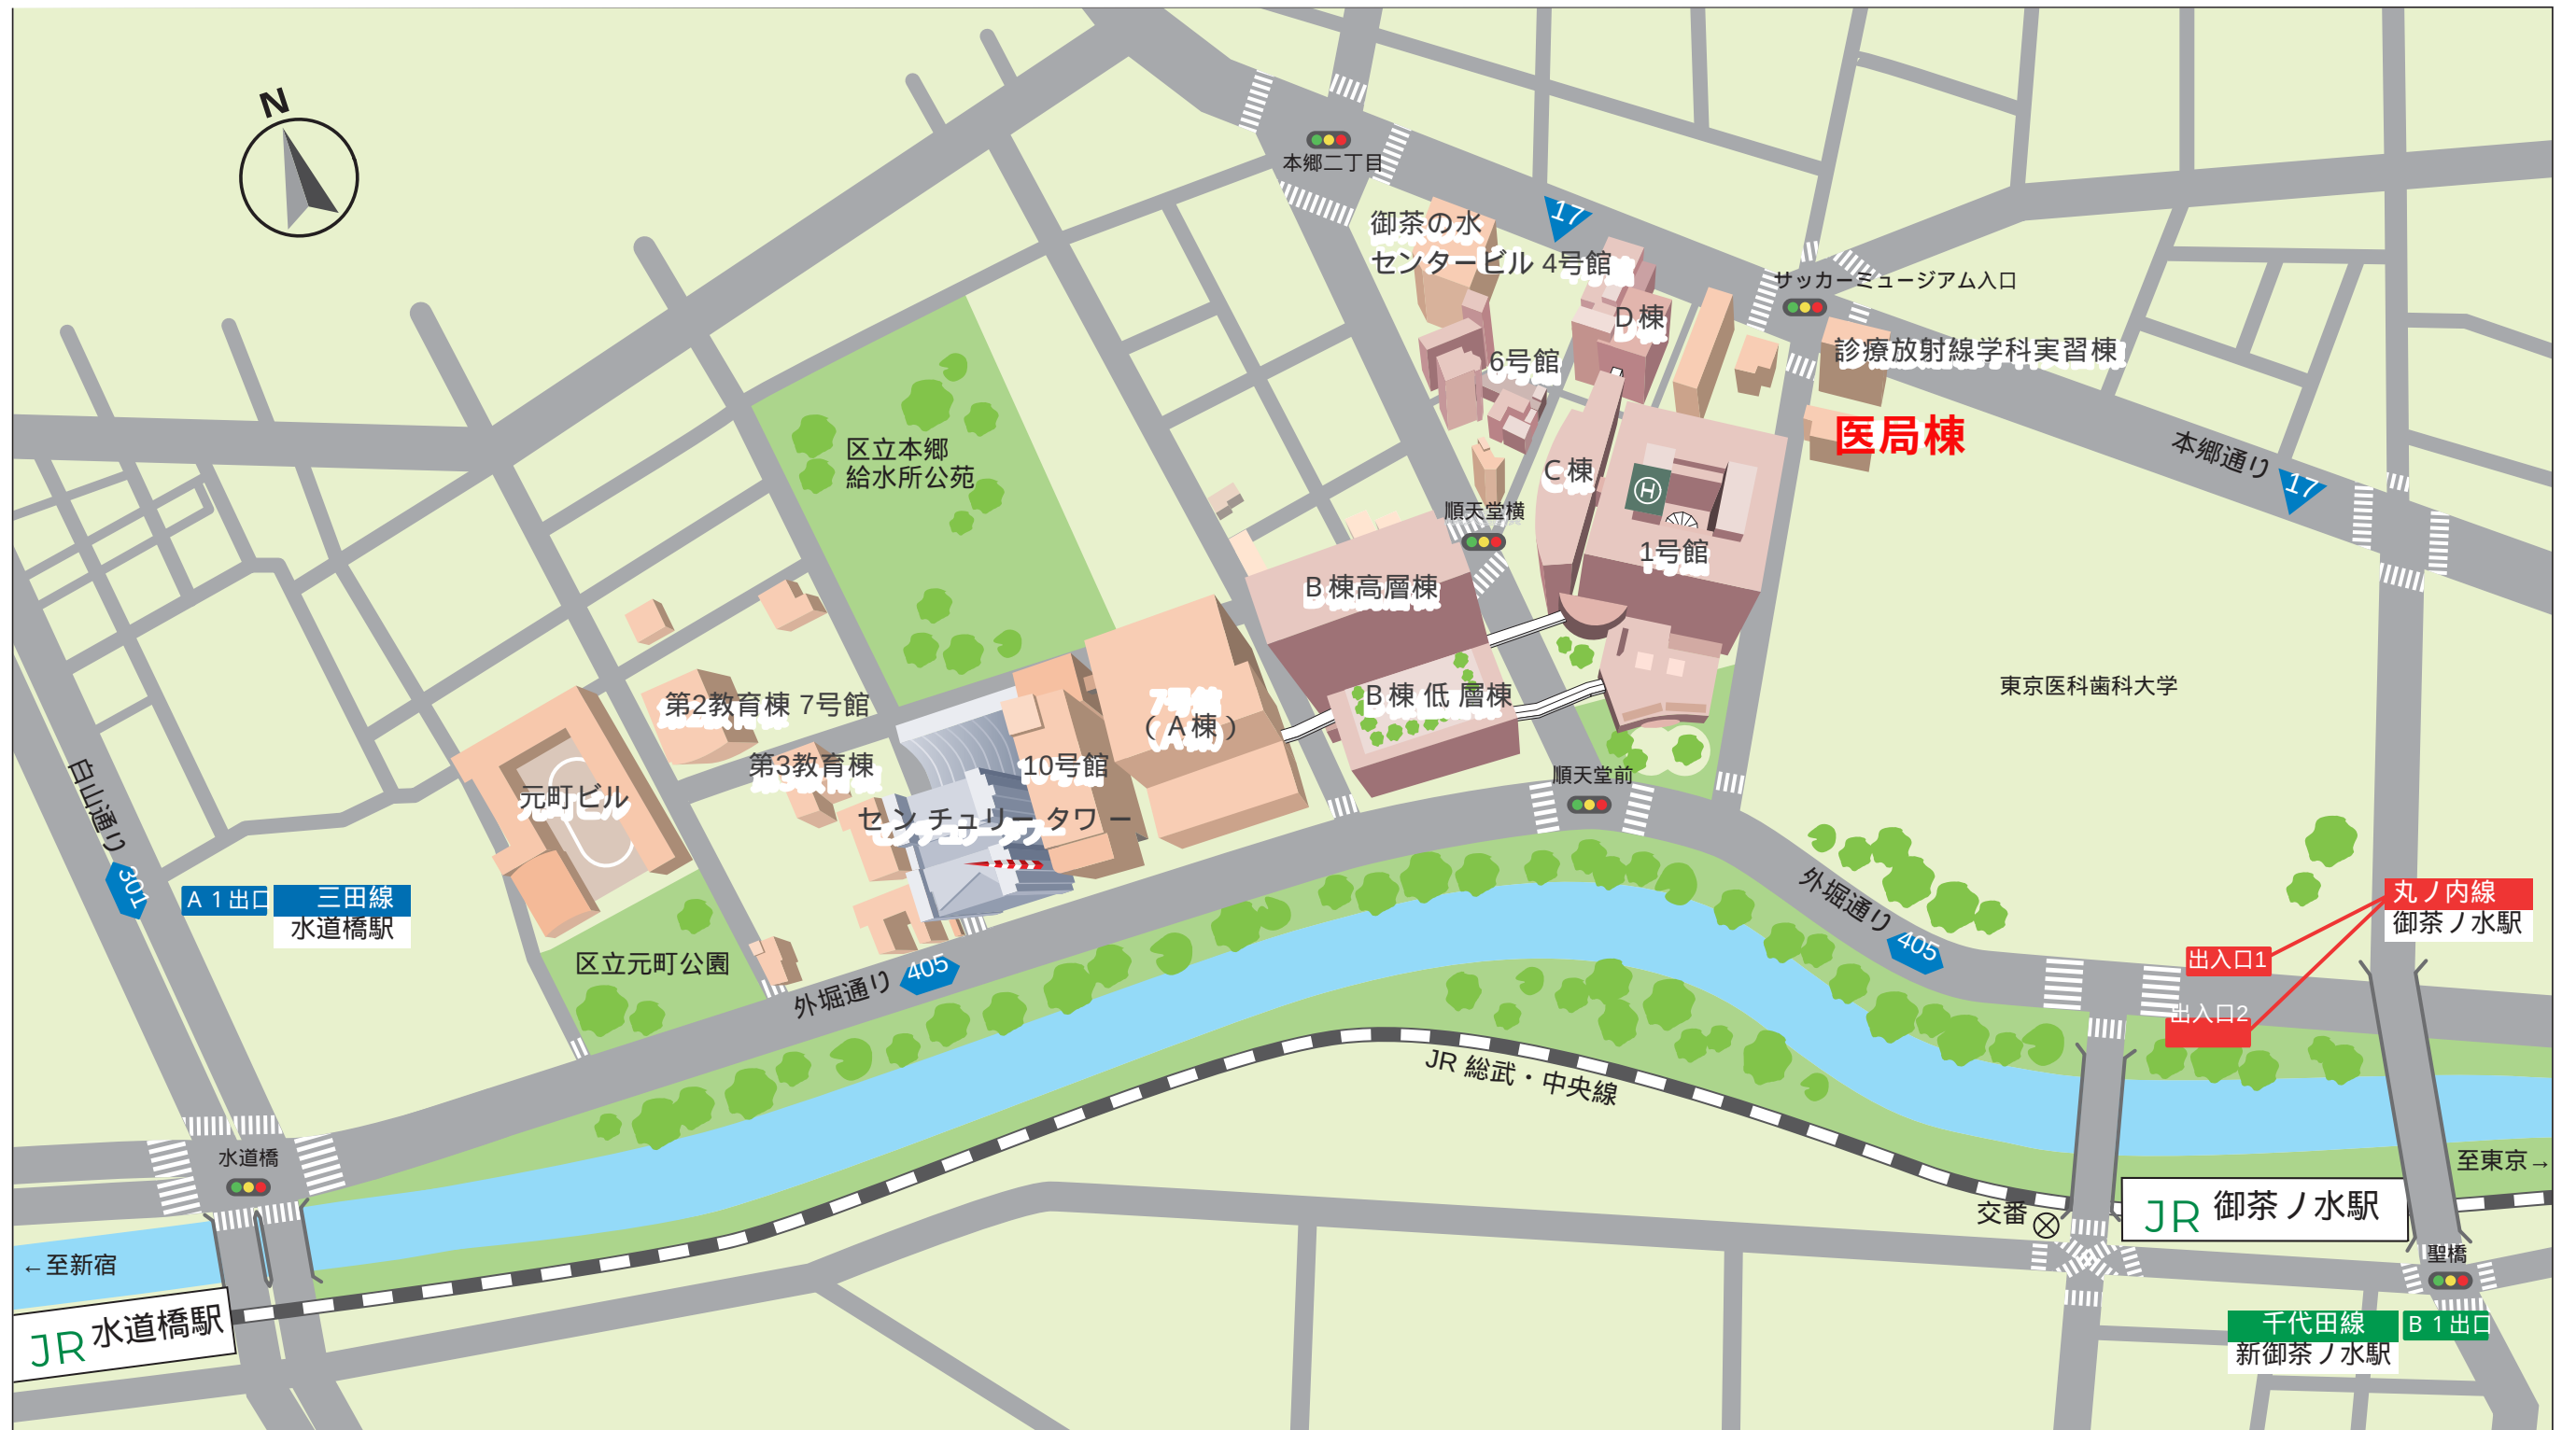 N
本郷二丁目
17
御茶の水
センタービル 4号館
サッカーミュージアム入口
D棟
診療放射線学科実習棟
6号館
医局棟
本郷通り
17
区立本郷
給水所公苑
C棟
H
順天堂横
1号館
B棟高層棟
東京医科歯科大学
第2教育棟 7号館
7号館
(A棟)
B棟 低 層棟
第3教育棟
10号館
元町ビル
センチュリー タワー
順天堂前
白山通り
301
A1出口
三田線
水道橋駅
外堀通り
405
丸ノ内線
御茶ノ水駅
出入口1
出入口2
区立元町公園
外堀通り
405
JR 総武・中央線
水道橋
至東京→
交番
JR 御茶ノ水駅
聖橋
←至新宿
JR 水道橋駅
千代田線
B1出口
新御茶ノ水駅